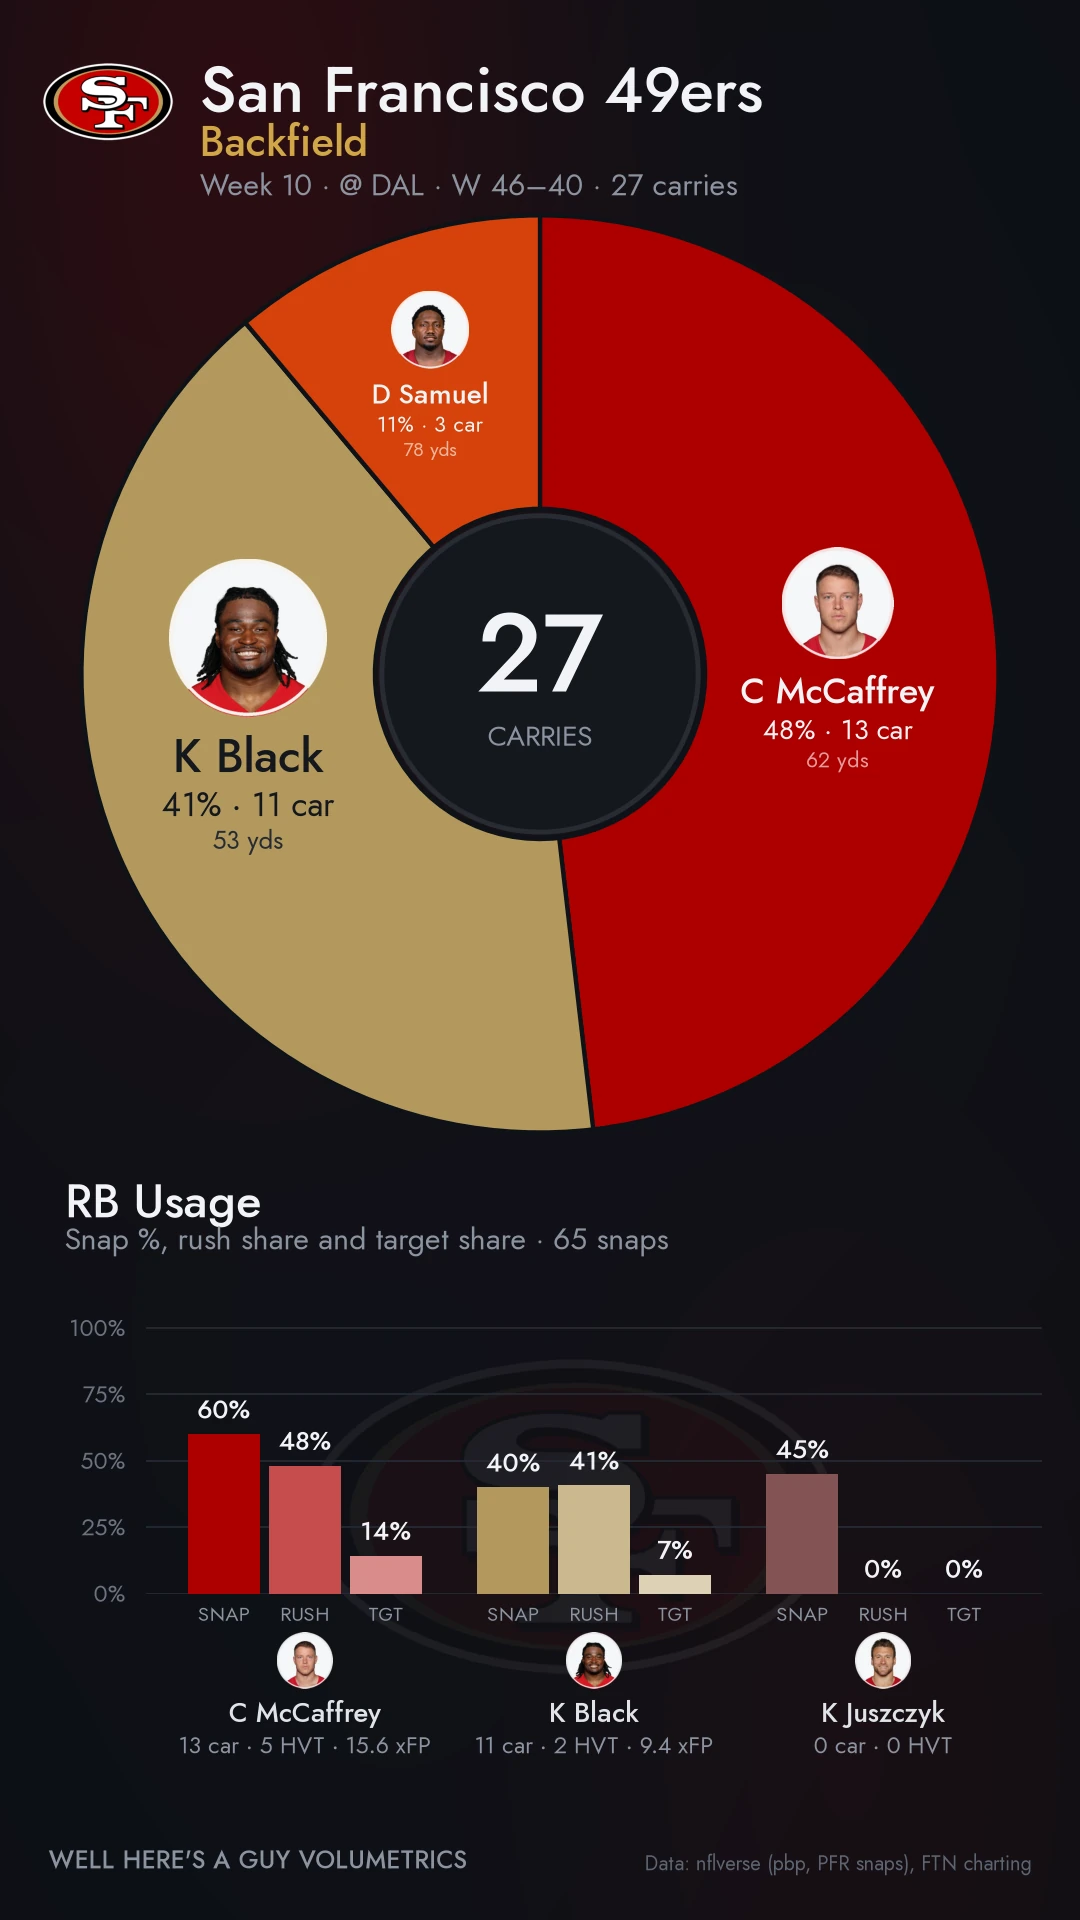 San Francisco 49ers
Backfield
Week 10 · @ DAL · W 46–40 · 27 carries
D Samuel
11% · 3 car
78 yds
C McCaffrey
48% · 13 car
62 yds
27
CARRIES
K Black
41% · 11 car
53 yds
RB Usage
Snap %, rush share and target share · 65 snaps
100%
75%
50%
25%
0%
60%
48%
14%
40%
41%
7%
45%
0%
0%
SNAP RUSH TGT
SNAP RUSH TGT
SNAP RUSH TGT
C McCaffrey
13 car · 5 HVT · 15.6 xFP
K Black
11 car · 2 HVT · 9.4 xFP
K Juszczyk
0 car · 0 HVT
WELL HERE'S A GUY VOLUMETRICS
Data: nflverse (pbp, PFR snaps), FTN charting